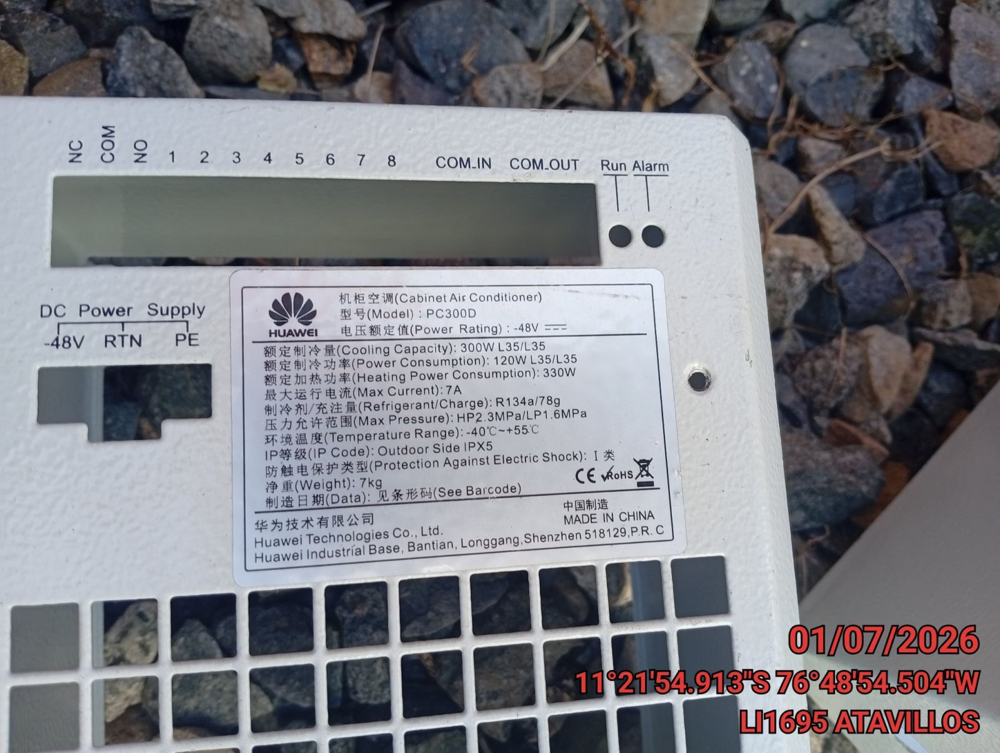 NC COM NO 1 2 3 4 5 6 7 8 COM_IN COM_OUT Run Alarm
DC Power Supply
-48V RTN PE
HUAWEI
机柜空调(Cabinet Air Conditioner)
型号(Model) : PC300D
电压额定值(Power Rating) : -48V
额定制冷量(Cooling Capacity): 300W L35/L35
额定制冷功率(Power Consumption): 120W L35/L35
额定加热功率(Heating Power Consumption): 330W
最大运行电流(Max Current): 7A
制冷剂/充注量(Refrigerant/Charge): R134a/78g
压力允许范围(Max Pressure): HP2.3MPa/LP1.6MPa
环境温度(Temperature Range): -40℃~+55℃
IP等级(IP Code): Outdoor Side IPX5
防触电保护类型(Protection Against Electric Shock): I 类
净重(Weight): 7kg
制造日期(Data): 见条形码(See Barcode)
CE RoHS
华为技术有限公司
Huawei Technologies Co., Ltd.
Huawei Industrial Base, Bantian, Longgang,Shenzhen 518129,P.R. C
中国制造
MADE IN CHINA
01/07/2026
11°21'54.913"S 76°48'54.504"W
LI1695 ATAVILLOS